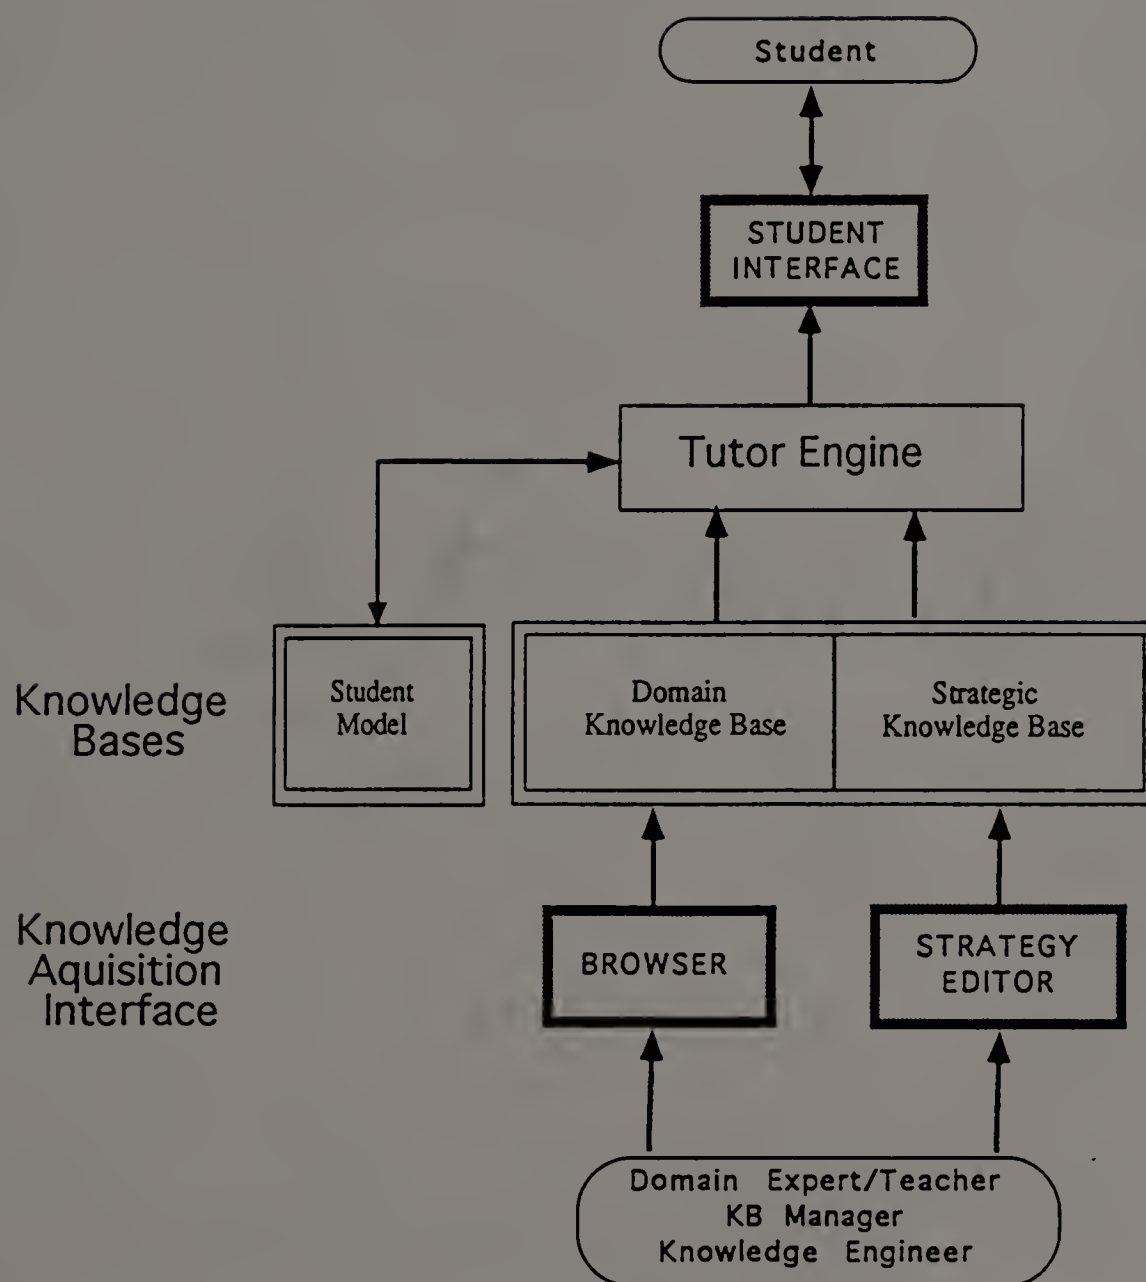 Student
STUDENT
INTERFACE
Tutor Engine
Knowledge
Bases
Student
Model
Domain
Knowledge Base
Strategic
Knowledge Base
Knowledge
Aquisition
Interface
BROWSER
STRATEGY
EDITOR
Domain Expert/Teacher
KB Manager
Knowledge Engineer